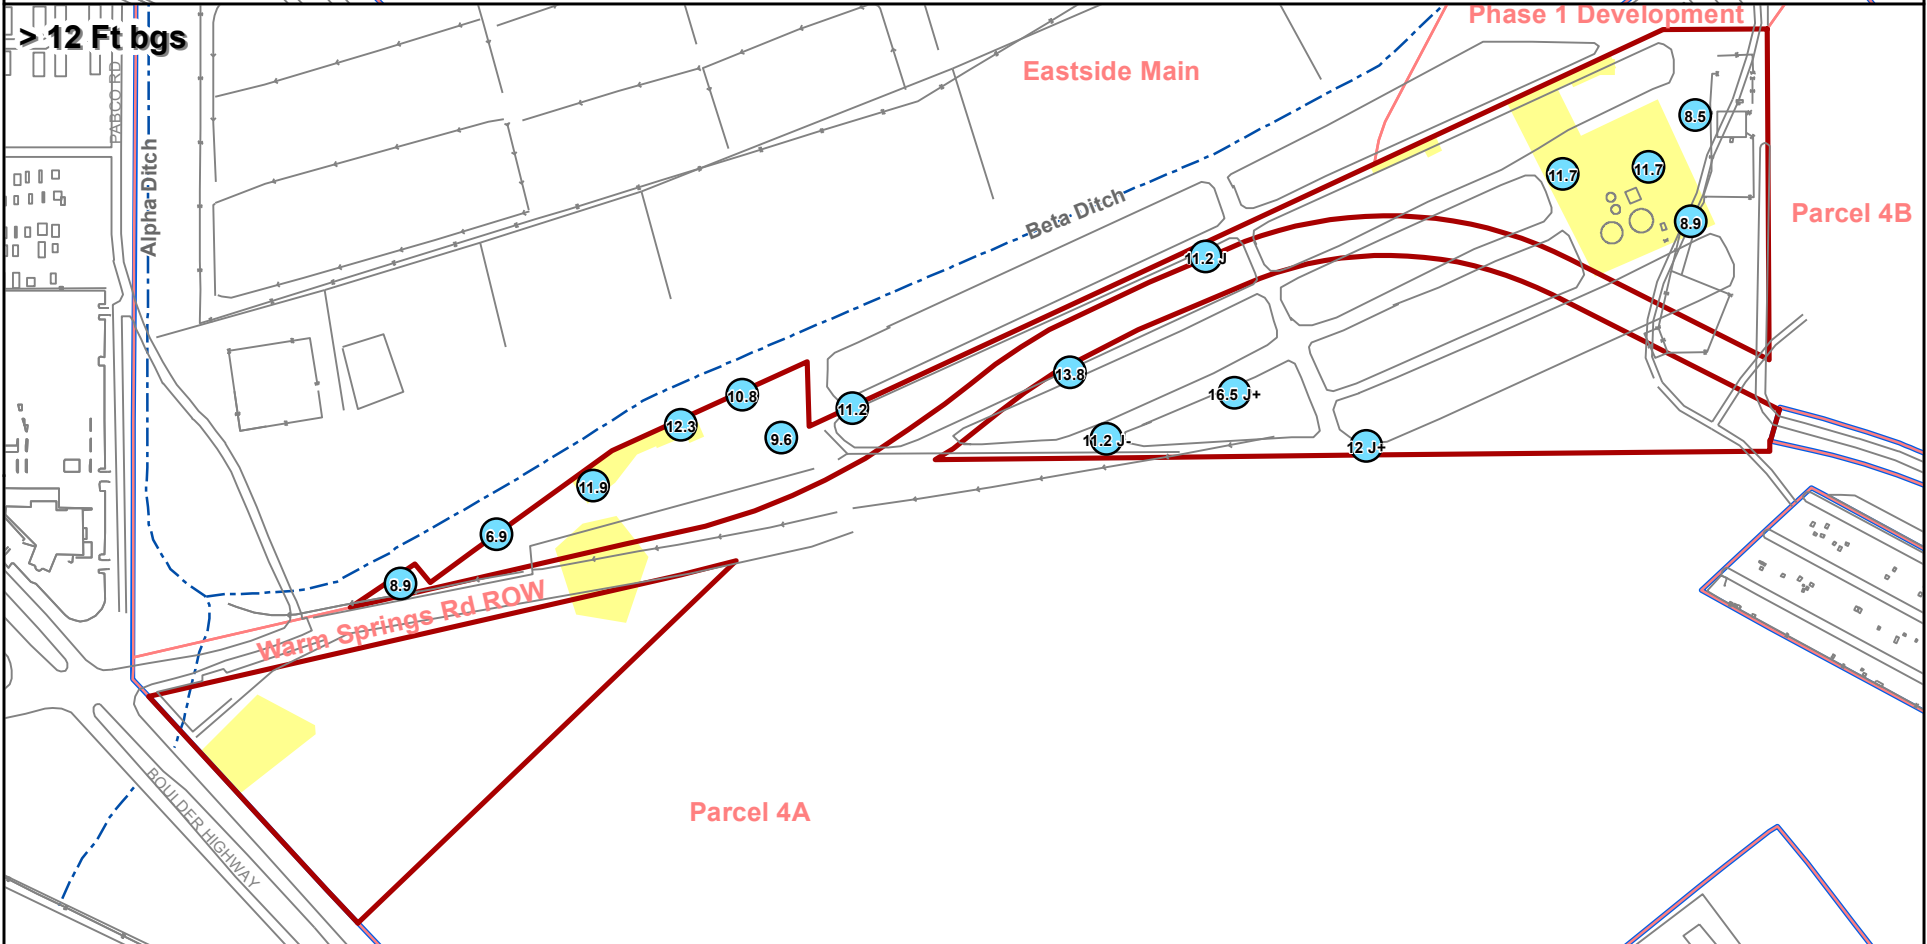 > 12 Ft bgs
Phase 1 Development
Eastside Main
PABCO RD
Alpha Ditch
Beta Ditch
Parcel 4B
8.5
11.7
11.7
8.9
11.2 J
13.8
16.5 J+
10.8
11.2
12.3
9.6
11.2 J-
12 J+
11.9
6.9
8.9
Warm Springs Rd ROW
Parcel 4A
BOULDER HIGHWAY